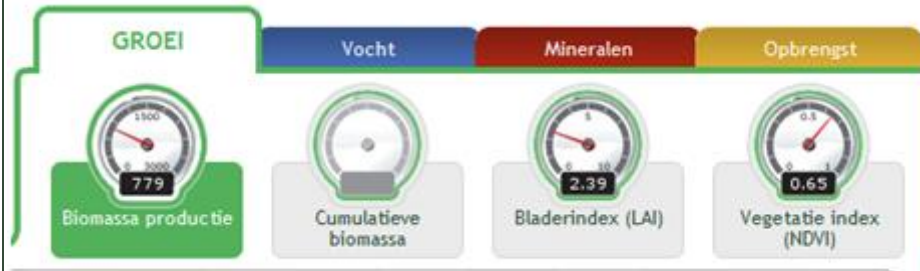 GROEI
Vocht
Mineralen
Opbrengst
1500
0 3000
779
Biomassa productie
Cumulatieve
biomassa
5
0 10
2.39
Bladerindex (LAI)
0.5
0 1
0.65
Vegetatie index
(NDVI)